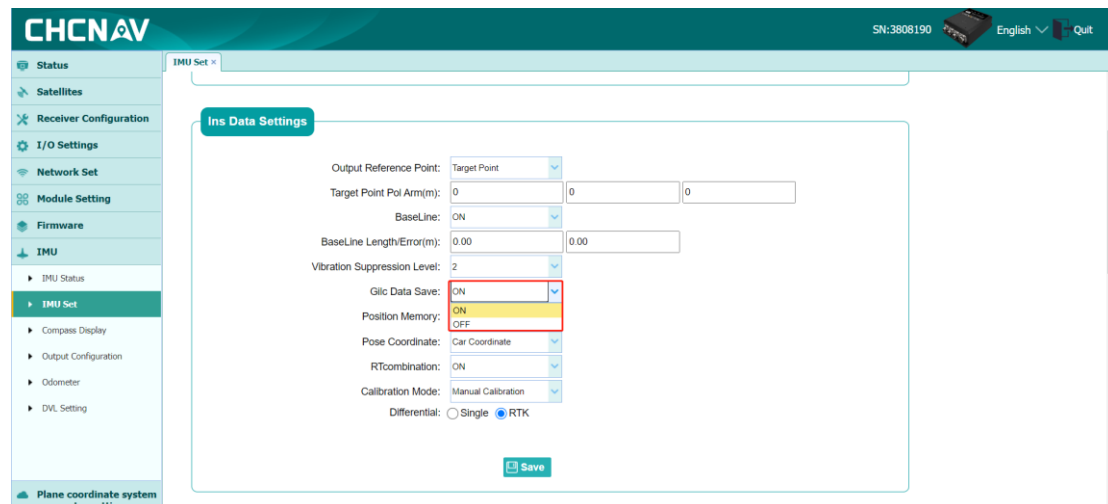 CHCNAV
SN:3808190
English
Quit
Status
Satellites
Receiver Configuration
I/O Settings
Network Set
Module Setting
Firmware
IMU
IMU Status
IMU Set
Compass Display
Output Configuration
Odometer
DVL Setting
Plane coordinate system
IMU Set ×
Ins Data Settings
Output Reference Point: Target Point
Target Point Pol Arm(m): 0 0 0
BaseLine: ON
BaseLine Length/Error(m): 0.00 0.00
Vibration Suppression Level: 2
Gilc Data Save: ON
ON
Position Memory:
OFF
Pose Coordinate: Car Coordinate
RTcombination: ON
Calibration Mode: Manual Calibration
Differential: Single RTK
Save